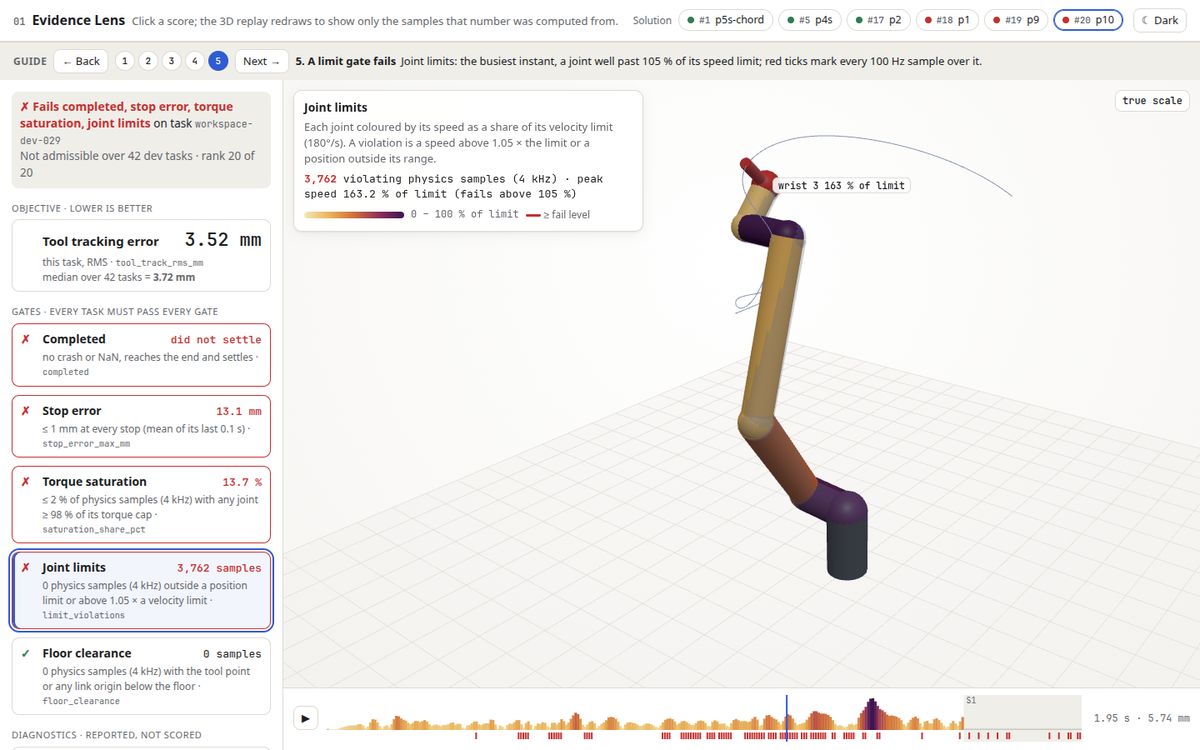 01 Evidence Lens Click a score; the 3D replay redraws to show only the samples that number was computed from. Solution #1 p5s-chord #5 p4s #17 p2 #18 p1 #19 p9 #20 p10 ☾ Dark
GUIDE ← Back 1 2 3 4 5 Next → 5. A limit gate fails Joint limits: the busiest instant, a joint well past 105 % of its speed limit; red ticks mark every 100 Hz sample over it.
✗ Fails completed, stop error, torque
saturation, joint limits on task workspace-
dev-029
Not admissible over 42 dev tasks · rank 20 of
20
OBJECTIVE · LOWER IS BETTER
Tool tracking error 3.52 mm
this task, RMS · tool_track_rms_mm
median over 42 tasks = 3.72 mm
GATES · EVERY TASK MUST PASS EVERY GATE
✗ Completed did not settle
no crash or NaN, reaches the end and settles ·
completed
✗ Stop error 13.1 mm
≤ 1 mm at every stop (mean of its last 0.1 s) ·
stop_error_max_mm
✗ Torque saturation 13.7 %
≤ 2 % of physics samples (4 kHz) with any joint
≥ 98 % of its torque cap ·
saturation_share_pct
✗ Joint limits 3,762 samples
0 physics samples (4 kHz) outside a position
limit or above 1.05 × a velocity limit ·
limit_violations
✓ Floor clearance 0 samples
0 physics samples (4 kHz) with the tool point
or any link origin below the floor ·
floor_clearance
DIAGNOSTICS · REPORTED, NOT SCORED
Joint limits
Each joint coloured by its speed as a share of its velocity limit
(180°/s). A violation is a speed above 1.05 × the limit or a
position outside its range.
3,762 violating physics samples (4 kHz) · peak
speed 163.2 % of limit (fails above 105 %)
0 – 100 % of limit ≥ fail level
true scale
wrist 3 163 % of limit
S1
▶ 1.95 s · 5.74 mm